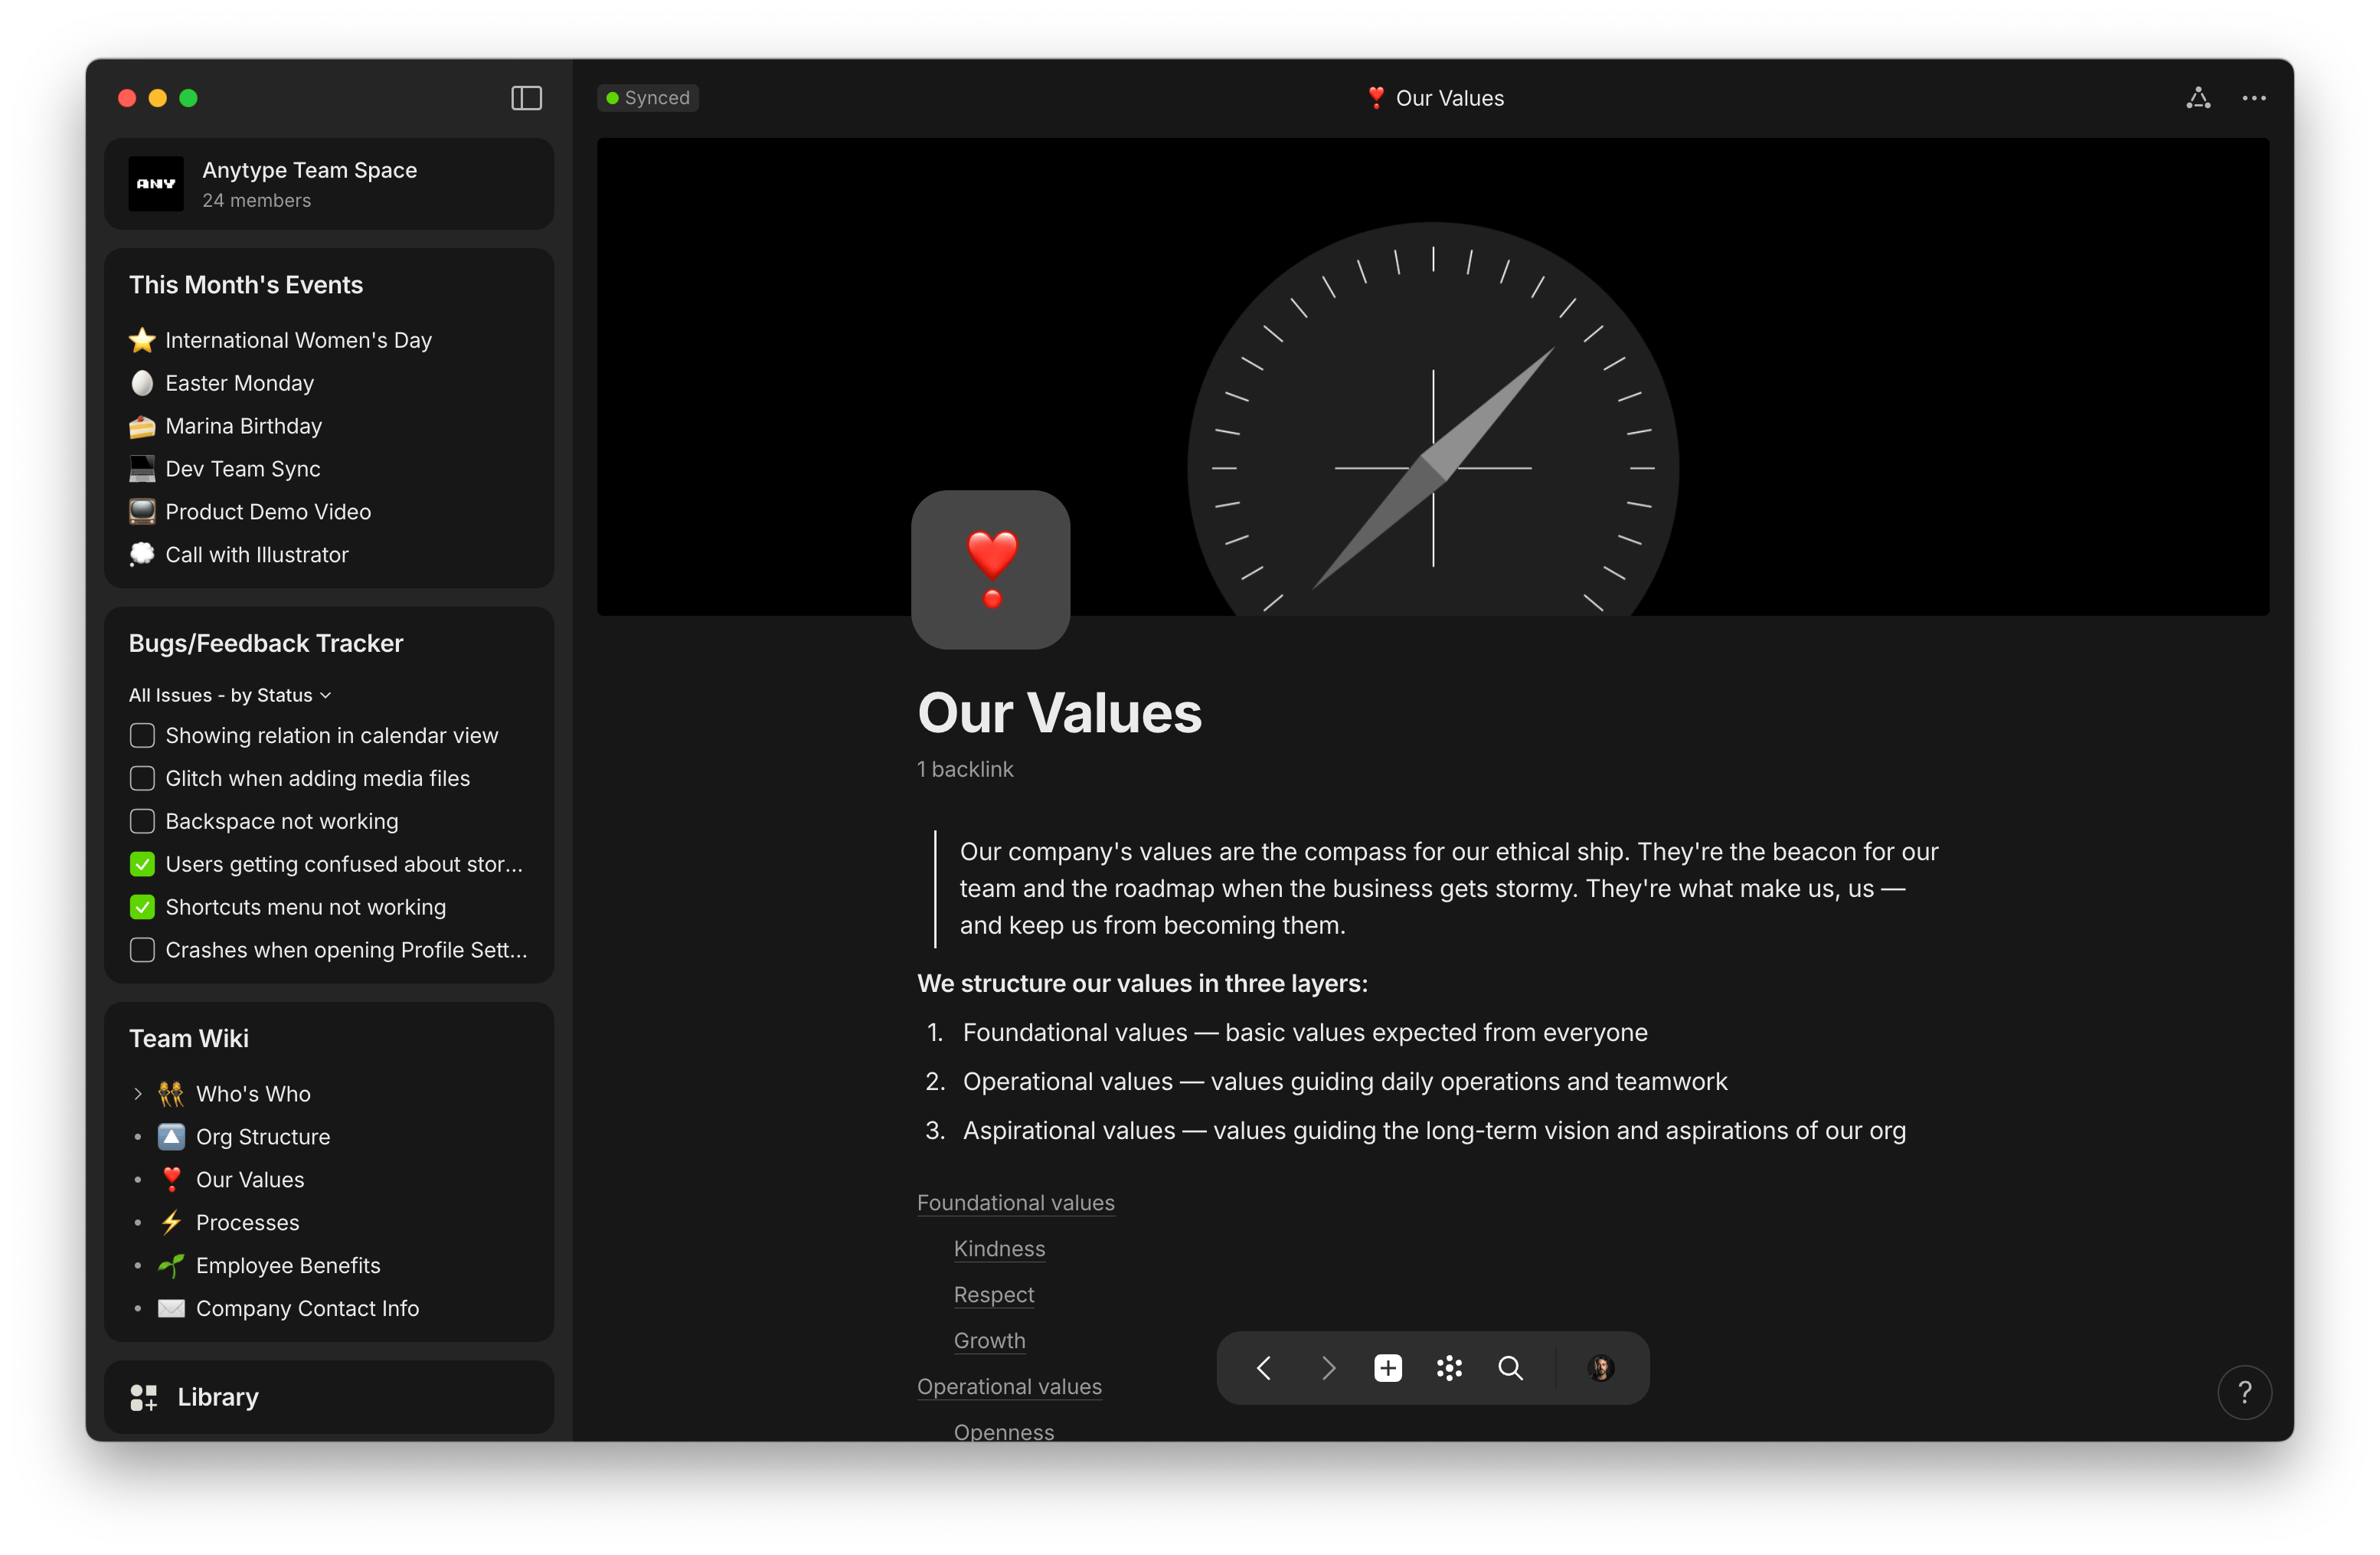 Synced
Our Values
ANY
Anytype Team Space
24 members
This Month's Events
International Women's Day
Easter Monday
Marina Birthday
Dev Team Sync
Product Demo Video
Call with Illustrator
Bugs/Feedback Tracker
All Issues - by Status
Showing relation in calendar view
Glitch when adding media files
Backspace not working
Users getting confused about stor...
Shortcuts menu not working
Crashes when opening Profile Sett...
Team Wiki
Who's Who
Org Structure
Our Values
Processes
Employee Benefits
Company Contact Info
Library
Our Values
1 backlink
Our company's values are the compass for our ethical ship. They're the beacon for our
team and the roadmap when the business gets stormy. They're what make us, us —
and keep us from becoming them.
We structure our values in three layers:
1. Foundational values — basic values expected from everyone
2. Operational values — values guiding daily operations and teamwork
3. Aspirational values — values guiding the long-term vision and aspirations of our org
Foundational values
Kindness
Respect
Growth
Operational values
Openness
?